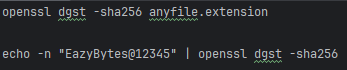 openssl dgst -sha256 anyfile.extension
echo -n "EazyBytes@12345" | openssl dgst -sha256